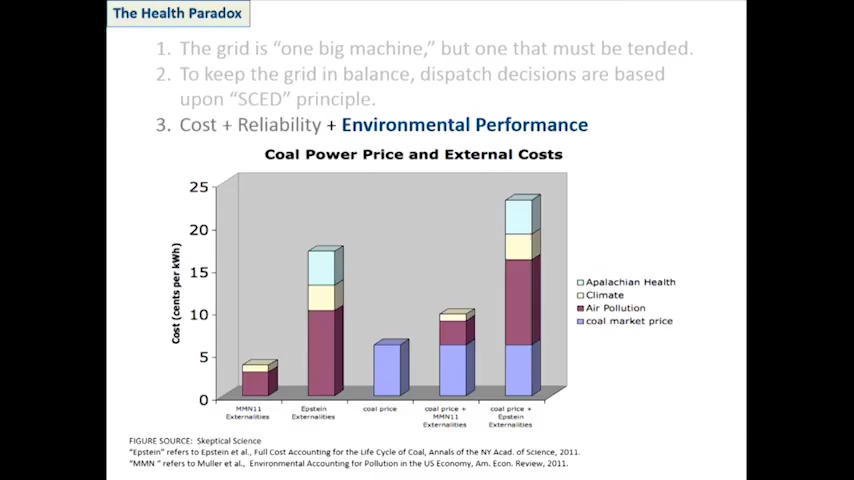 The Health Paradox
1. The grid is “one big machine,” but one that must be tended.
2. To keep the grid in balance, dispatch decisions are based
upon “SCED” principle.
3. Cost + Reliability + Environmental Performance
Coal Power Price and External Costs
25
20
15
10
5
0
Cost (cents per kWh)
Apalachian Health
Climate
Air Pollution
coal market price
MMN11
Externalities
Epstein
Externalities
coal price
coal price +
MMN11
Externalities
coal price +
Epstein
Externalities
FIGURE SOURCE: Skeptical Science
“Epstein” refers to Epstein et al., Full Cost Accounting for the Life Cycle of Coal, Annals of the NY Acad. of Science, 2011.
“MMN ” refers to Muller et al., Environmental Accounting for Pollution in the US Economy, Am. Econ. Review, 2011.